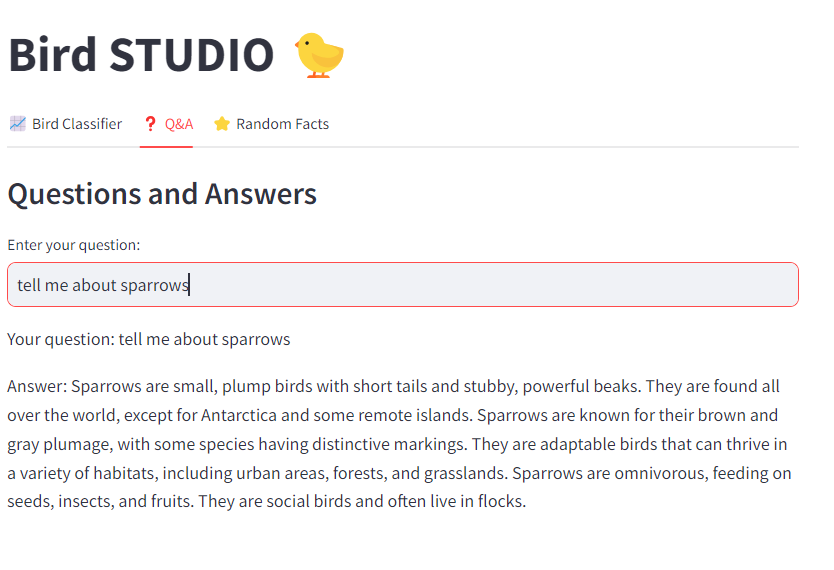 Bird STUDIO
Bird Classifier Q&A Random Facts
Questions and Answers
Enter your question:
tell me about sparrows
Your question: tell me about sparrows
Answer: Sparrows are small, plump birds with short tails and stubby, powerful beaks. They are found all
over the world, except for Antarctica and some remote islands. Sparrows are known for their brown and
gray plumage, with some species having distinctive markings. They are adaptable birds that can thrive in
a variety of habitats, including urban areas, forests, and grasslands. Sparrows are omnivorous, feeding on
seeds, insects, and fruits. They are social birds and often live in flocks.